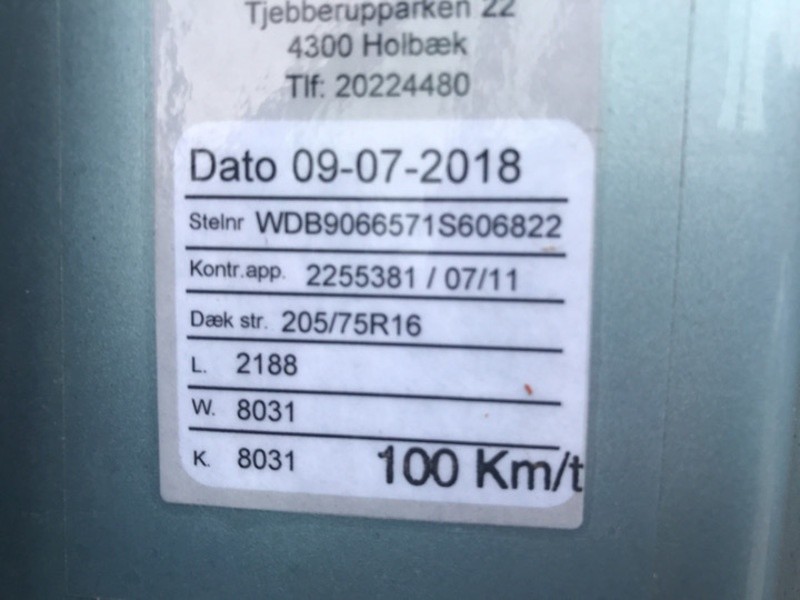 Tjebberupparken 22
4300 Holbæk
Tlf: 20224480
Dato 09-07-2018
Stelnr WDB9066571S606822
Kontr.app. 2255381 / 07/11
Dæk str. 205/75R16
L. 2188
W. 8031
K. 8031 100 Km/t